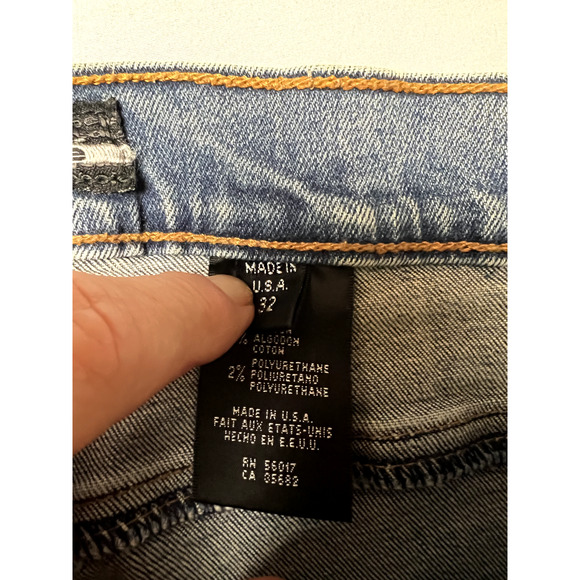 MADE IN
U.S.A.
32
%
ALGODON
COTON
POLYURETHANE
2% POLIURETANO
POLYURETHANE
MADE IN U.S.A.
FAIT AUX ETATS-UNIS
HECHO EN E.E.U.U.
RN 56017
CA 05682